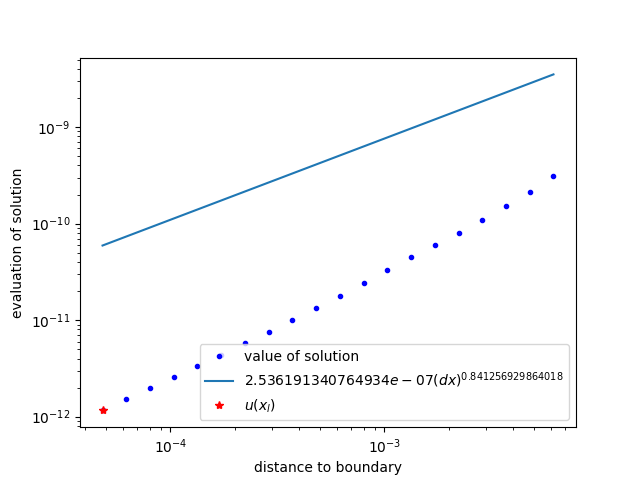 10⁻⁹
10⁻¹⁰
10⁻¹¹
10⁻¹²
evaluation of solution
value of solution
2.536191340764934e − 07(dx)^0.841256929864018
u(x_I)
10⁻⁴
10⁻³
distance to boundary